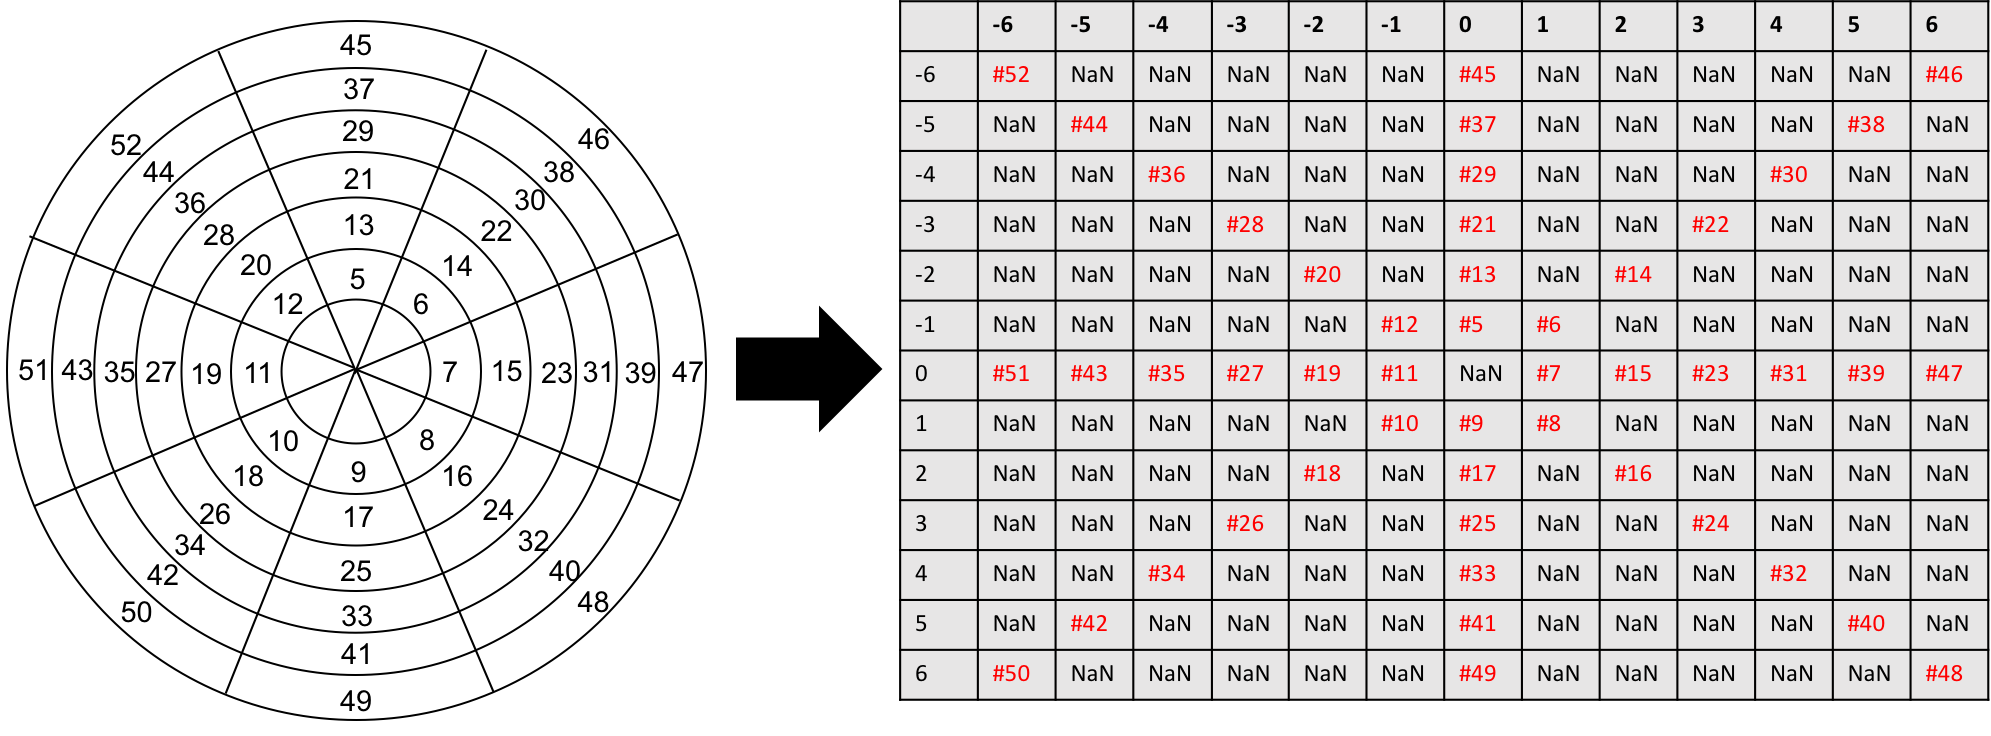 45
37
29
21
13
5
52
44
36
28
20
12
46
38
30
22
14
6
51 43 35 27 19 11 7 15 23 31 39 47
10
18
26
34
42
50
8
16
24
32
40
48
9
17
25
33
41
49
-6 -5 -4 -3 -2 -1 0 1 2 3 4 5 6
-6 #52 NaN NaN NaN NaN NaN #45 NaN NaN NaN NaN NaN #46
-5 NaN #44 NaN NaN NaN NaN #37 NaN NaN NaN NaN #38 NaN
-4 NaN NaN #36 NaN NaN NaN #29 NaN NaN NaN #30 NaN NaN
-3 NaN NaN NaN #28 NaN NaN #21 NaN NaN #22 NaN NaN NaN
-2 NaN NaN NaN NaN #20 NaN #13 NaN #14 NaN NaN NaN NaN
-1 NaN NaN NaN NaN NaN #12 #5 #6 NaN NaN NaN NaN NaN
0 #51 #43 #35 #27 #19 #11 NaN #7 #15 #23 #31 #39 #47
1 NaN NaN NaN NaN NaN #10 #9 #8 NaN NaN NaN NaN NaN
2 NaN NaN NaN NaN #18 NaN #17 NaN #16 NaN NaN NaN NaN
3 NaN NaN NaN #26 NaN NaN #25 NaN NaN #24 NaN NaN NaN
4 NaN NaN #34 NaN NaN NaN #33 NaN NaN NaN #32 NaN NaN
5 NaN #42 NaN NaN NaN NaN #41 NaN NaN NaN NaN #40 NaN
6 #50 NaN NaN NaN NaN NaN #49 NaN NaN NaN NaN NaN #48